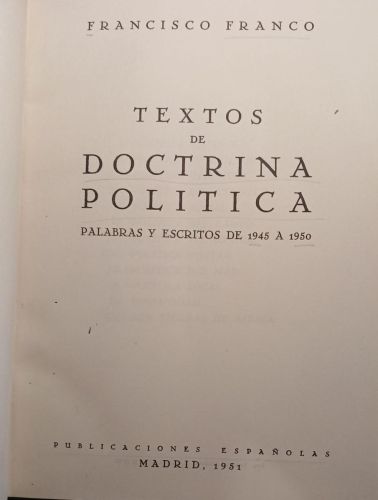 FRANCISCO FRANCO
TEXTOS
DE
DOCTRINA
POLITICA
PALABRAS Y ESCRITOS DE 1945 A 1950
PUBLICACIONES ESPAÑOLAS
MADRID, 1951